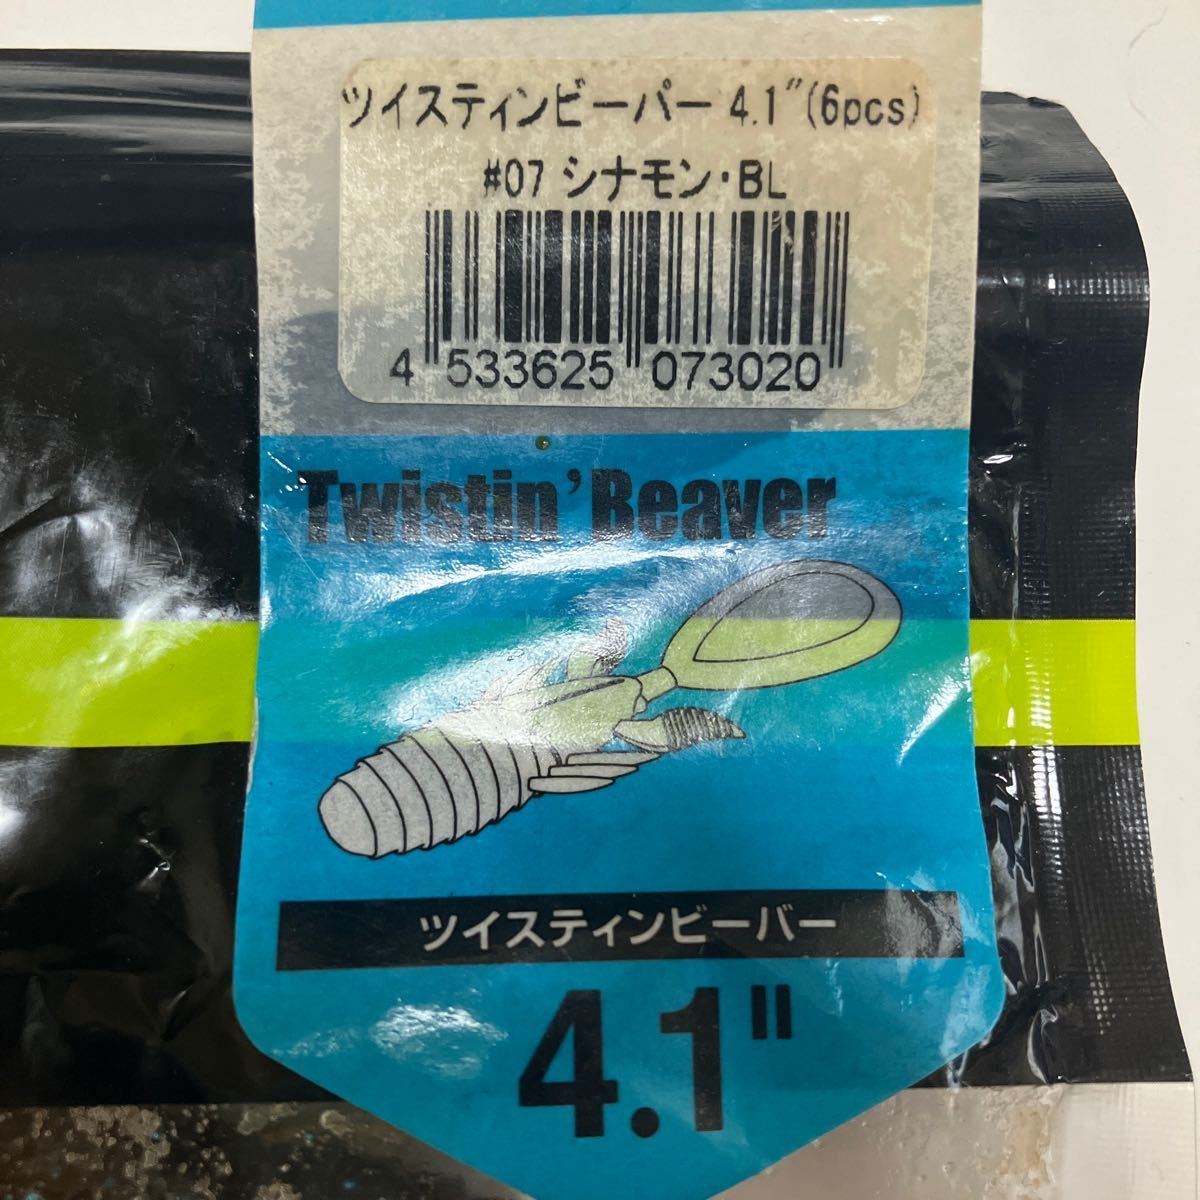 ツイスティンビーバー 4.1"(6pcs)
#07 シナモン・BL
4 533625 073020
Twistin' Beaver
ツイスティンビーバー
4.1"